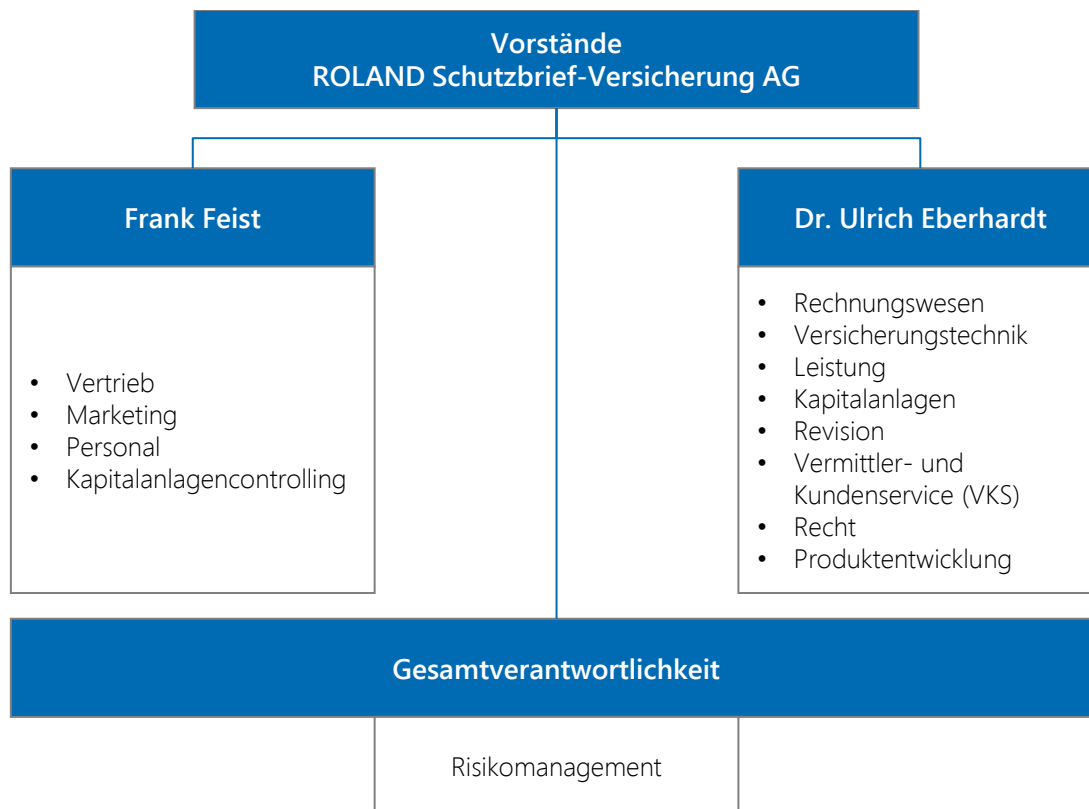 Vorstände
ROLAND Schutzbrief-Versicherung AG
Frank Feist
• Vertrieb
• Marketing
• Personal
• Kapitalanlagencontrolling
Dr. Ulrich Eberhardt
• Rechnungswesen
• Versicherungstechnik
• Leistung
• Kapitalanlagen
• Revision
• Vermittler- und
Kundenservice (VKS)
• Recht
• Produktentwicklung
Gesamtverantwortlichkeit
Risikomanagement